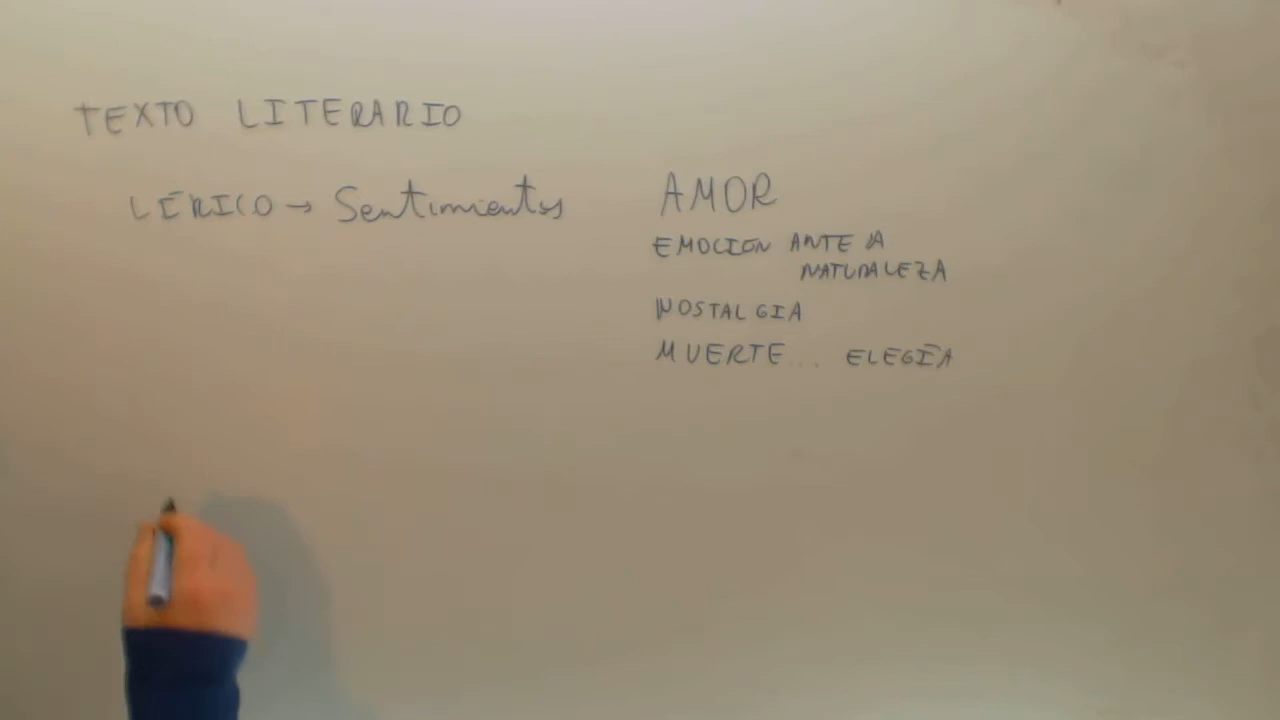 TEXTO LITERARIO
LÍRICO → Sentimientos
AMOR
EMOCIÓN ANTE LA
NATURALEZA
NOSTALGIA
MUERTE... ELEGÍA